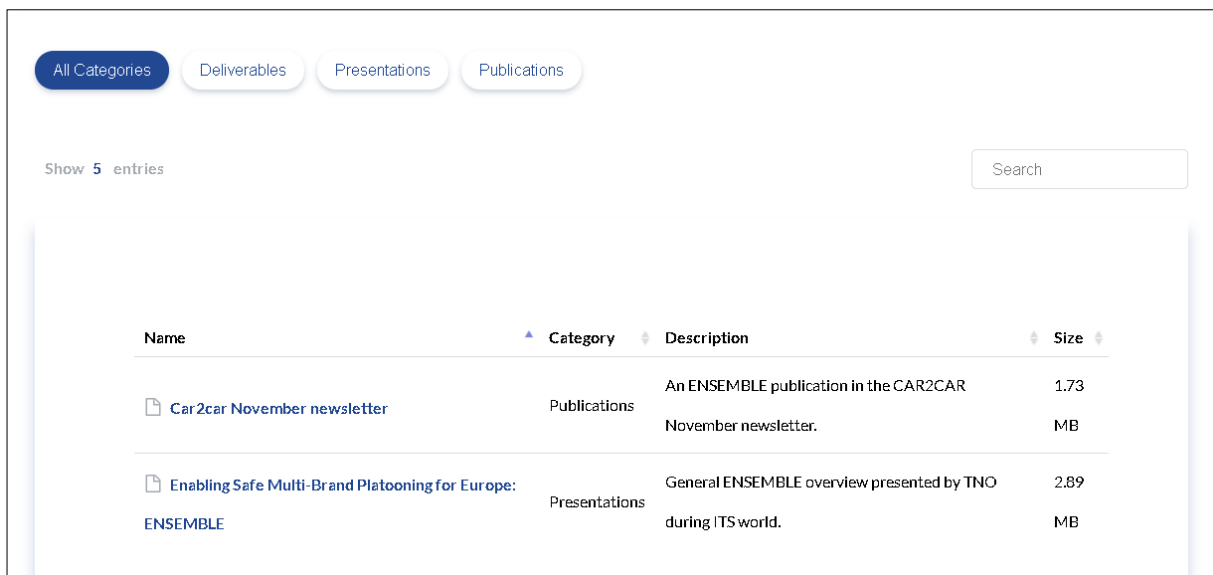 All Categories Deliverables Presentations Publications
Show 5 entries
Search
Name Category Description Size
Car2car November newsletter Publications An ENSEMBLE publication in the CAR2CAR November newsletter. 1.73 MB
Enabling Safe Multi-Brand Platooning for Europe: ENSEMBLE Presentations General ENSEMBLE overview presented by TNO during ITS world. 2.89 MB